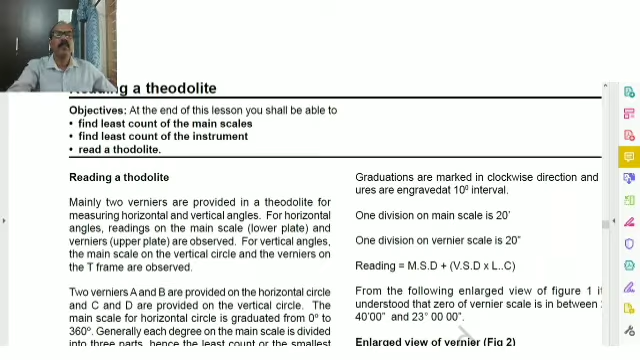 Reading a theodolite
Objectives: At the end of this lesson you shall be able to
• find least count of the main scales
• find least count of the instrument
• read a thodolite.
Reading a thodolite
Mainly two verniers are provided in a theodolite for
measuring horizontal and vertical angles. For horizontal
angles, readings on the main scale (lower plate) and
verniers (upper plate) are observed. For vertical angles,
the main scale on the vertical circle and the verniers on
the T frame are observed.
Two verniers A and B are provided on the horizontal circle
and C and D are provided on the vertical circle. The
main scale for horizontal circle is graduated from 0° to
360°. Generally each degree on the main scale is divided
into three parts, hence the least count or the smallest
Graduations are marked in clockwise direction and
ures are engravedat 10⁰ interval.
One division on main scale is 20'
One division on vernier scale is 20"
Reading = M.S.D + (V.S.D x L..C)
From the following enlarged view of figure 1 it
understood that zero of vernier scale is in between
40'00" and 23° 00 00".
Enlarged view of vernier (Fig 2)